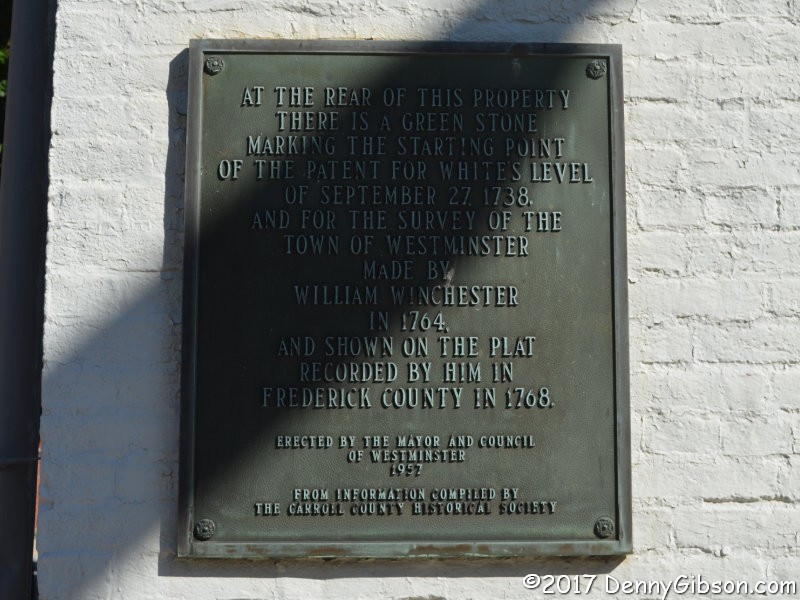 AT THE REAR OF THIS PROPERTY
THERE IS A GREEN STONE
MARKING THE STARTING POINT
OF THE PATENT FOR WHITE'S LEVEL
OF SEPTEMBER 27, 1738,
AND FOR THE SURVEY OF THE
TOWN OF WESTMINSTER
MADE BY
WILLIAM WINCHESTER
IN 1764,
AND SHOWN ON THE PLAT
RECORDED BY HIM IN
FREDERICK COUNTY IN 1768.
ERECTED BY THE MAYOR AND COUNCIL
OF WESTMINSTER
1957
FROM INFORMATION COMPILED BY
THE CARROLL COUNTY HISTORICAL SOCIETY
©2017 DennyGibson.com